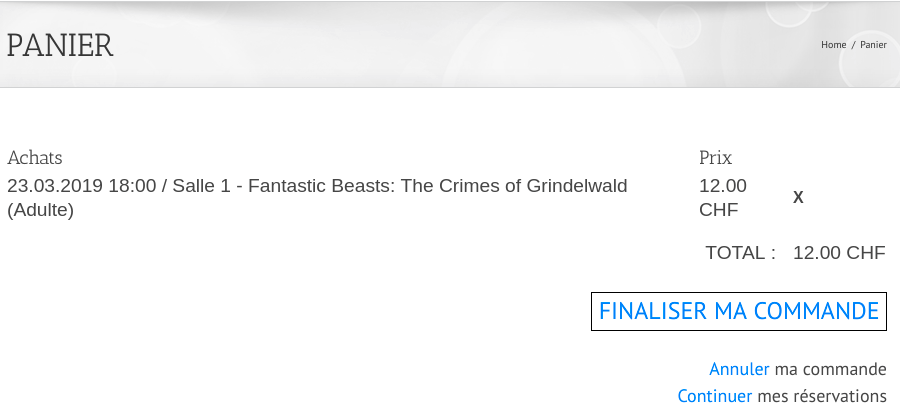 PANIER
Home / Panier
Achats
Prix
23.03.2019 18:00 / Salle 1 - Fantastic Beasts: The Crimes of Grindelwald
(Adulte)
12.00
CHF
X
TOTAL : 12.00 CHF
FINALISER MA COMMANDE
Annuler ma commande
Continuer mes réservations